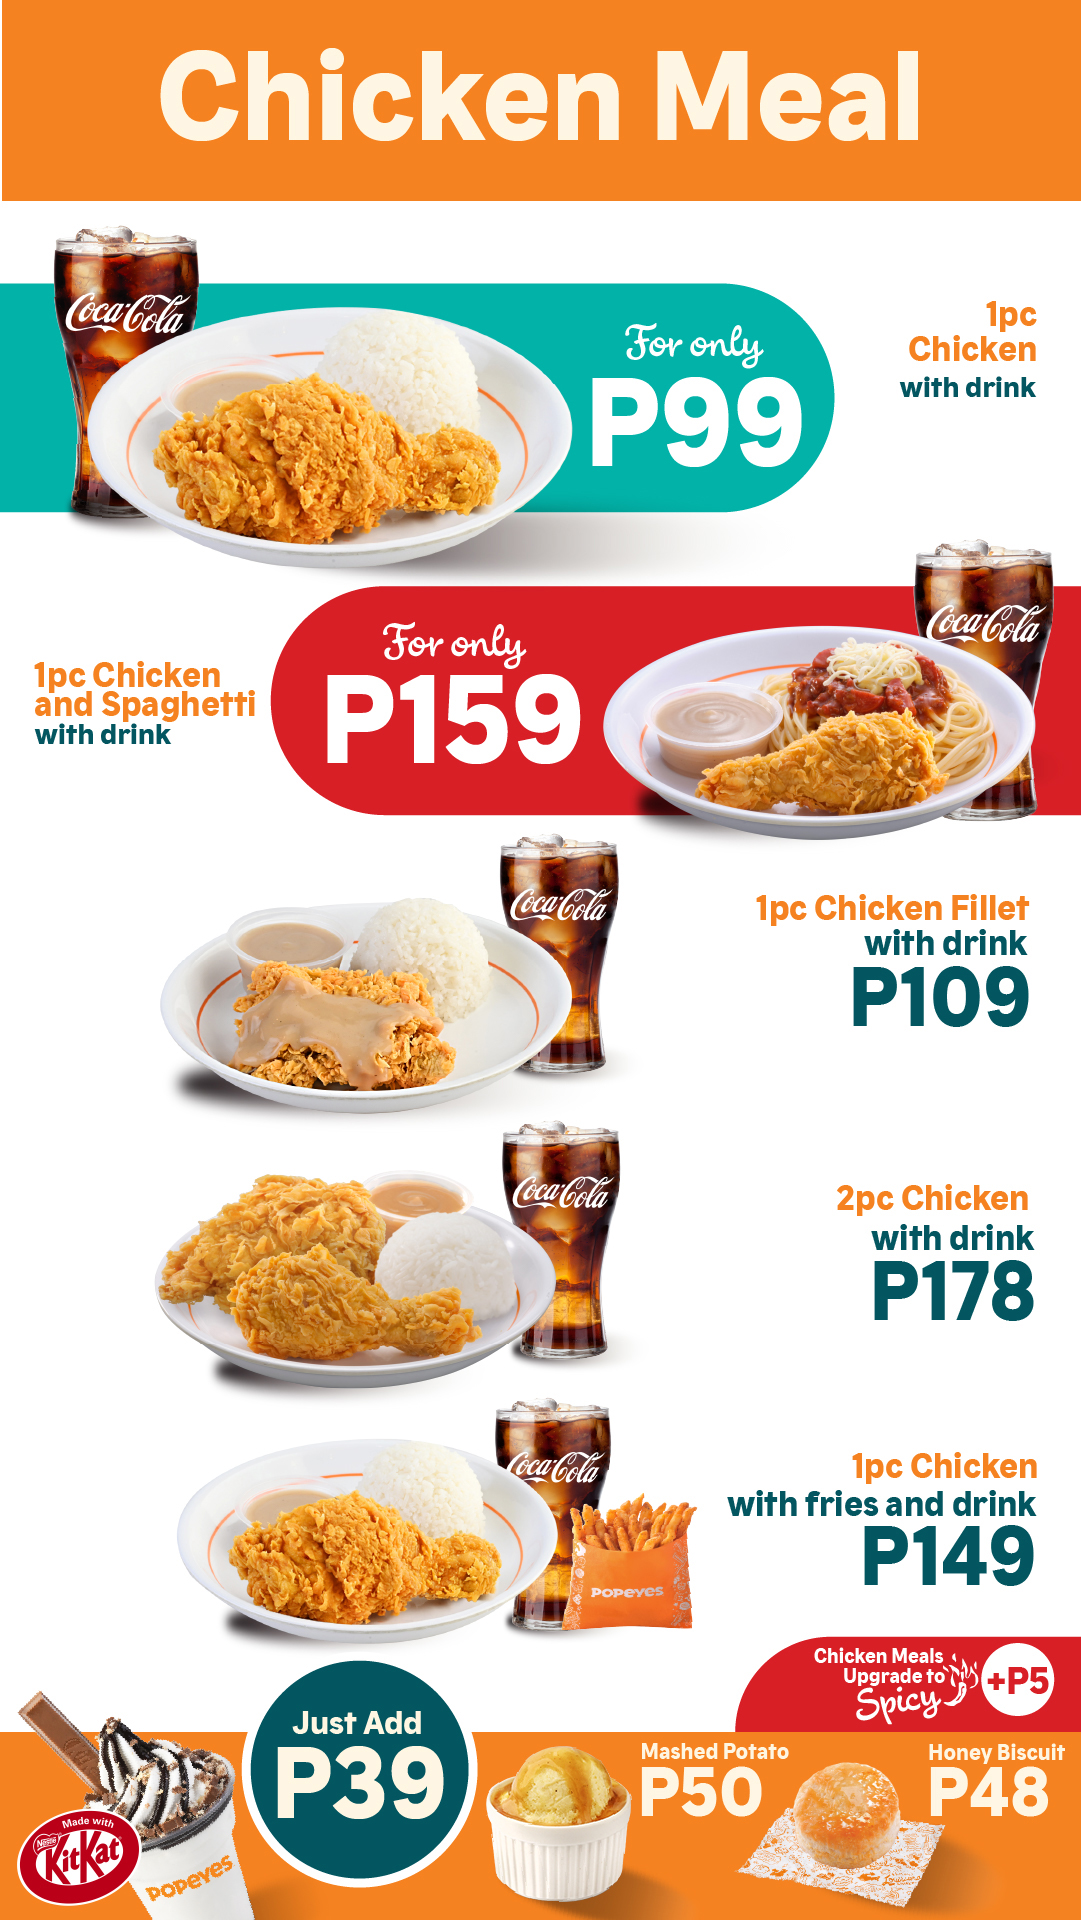 Chicken Meal
Coca-Cola
For only
P99
1pc
Chicken
with drink
1pc Chicken
and Spaghetti
with drink
For only
P159
Coca-Cola
Coca-Cola
1pc Chicken Fillet
with drink
P109
Coca-Cola
2pc Chicken
with drink
P178
Coca-Cola
POPEYES
1pc Chicken
with fries and drink
P149
Chicken Meals
Upgrade to
Spicy
+P5
Made with
Nestlé
KitKat
POPEYES
Just Add
P39
Mashed Potato
P50
Honey Biscuit
P48